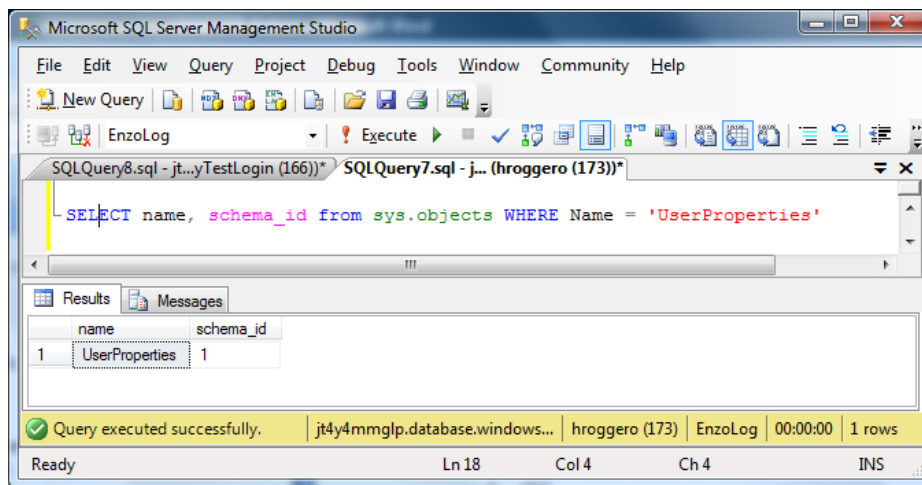 Microsoft SQL Server Management Studio
File Edit View Query Project Debug Tools Window Community Help
New Query
EnzoLog Execute
SQLQuery8.sql - jt...yTestLogin (166))* SQLQuery7.sql - j... (hroggero (173))*
SELECT name, schema_id from sys.objects WHERE Name = 'UserProperties'
Results Messages
name schema_id
1 UserProperties 1
Query executed successfully. jt4y4mmglp.database.windows... hroggero (173) EnzoLog 00:00:00 1 rows
Ready Ln 18 Col 4 Ch 4 INS